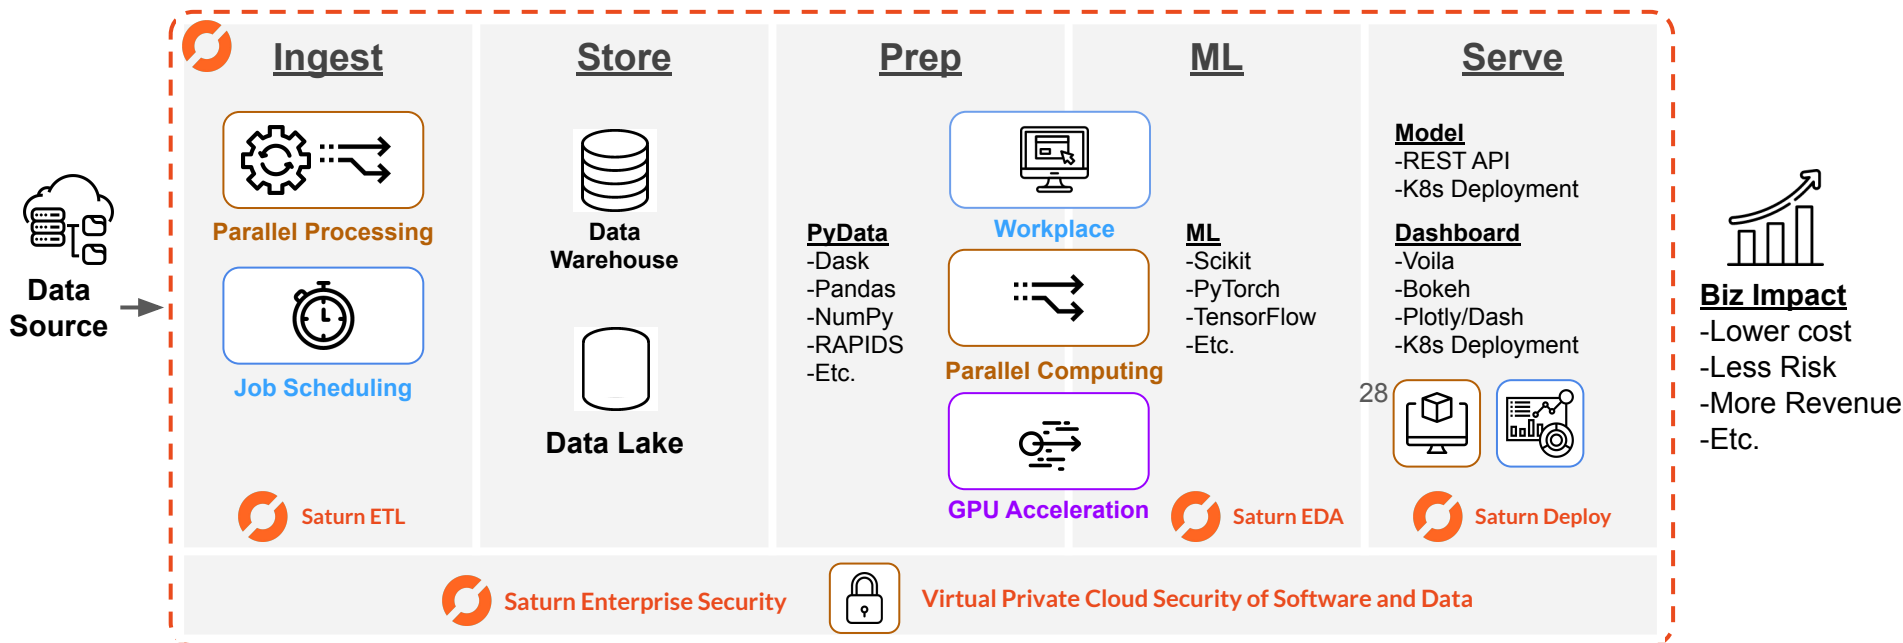 Ingest
Store
Prep
ML
Serve
Data
Source
Parallel Processing
Job Scheduling
Saturn ETL
Data
Warehouse
Data Lake
PyData
-Dask
-Pandas
-NumPy
-RAPIDS
-Etc.
Workplace
Parallel Computing
GPU Acceleration
ML
-Scikit
-PyTorch
-TensorFlow
-Etc.
Saturn EDA
Model
-REST API
-K8s Deployment
Dashboard
-Voila
-Bokeh
-Plotly/Dash
-K8s Deployment
28
Saturn Deploy
Saturn Enterprise Security
Virtual Private Cloud Security of Software and Data
Biz Impact
-Lower cost
-Less Risk
-More Revenue
-Etc.